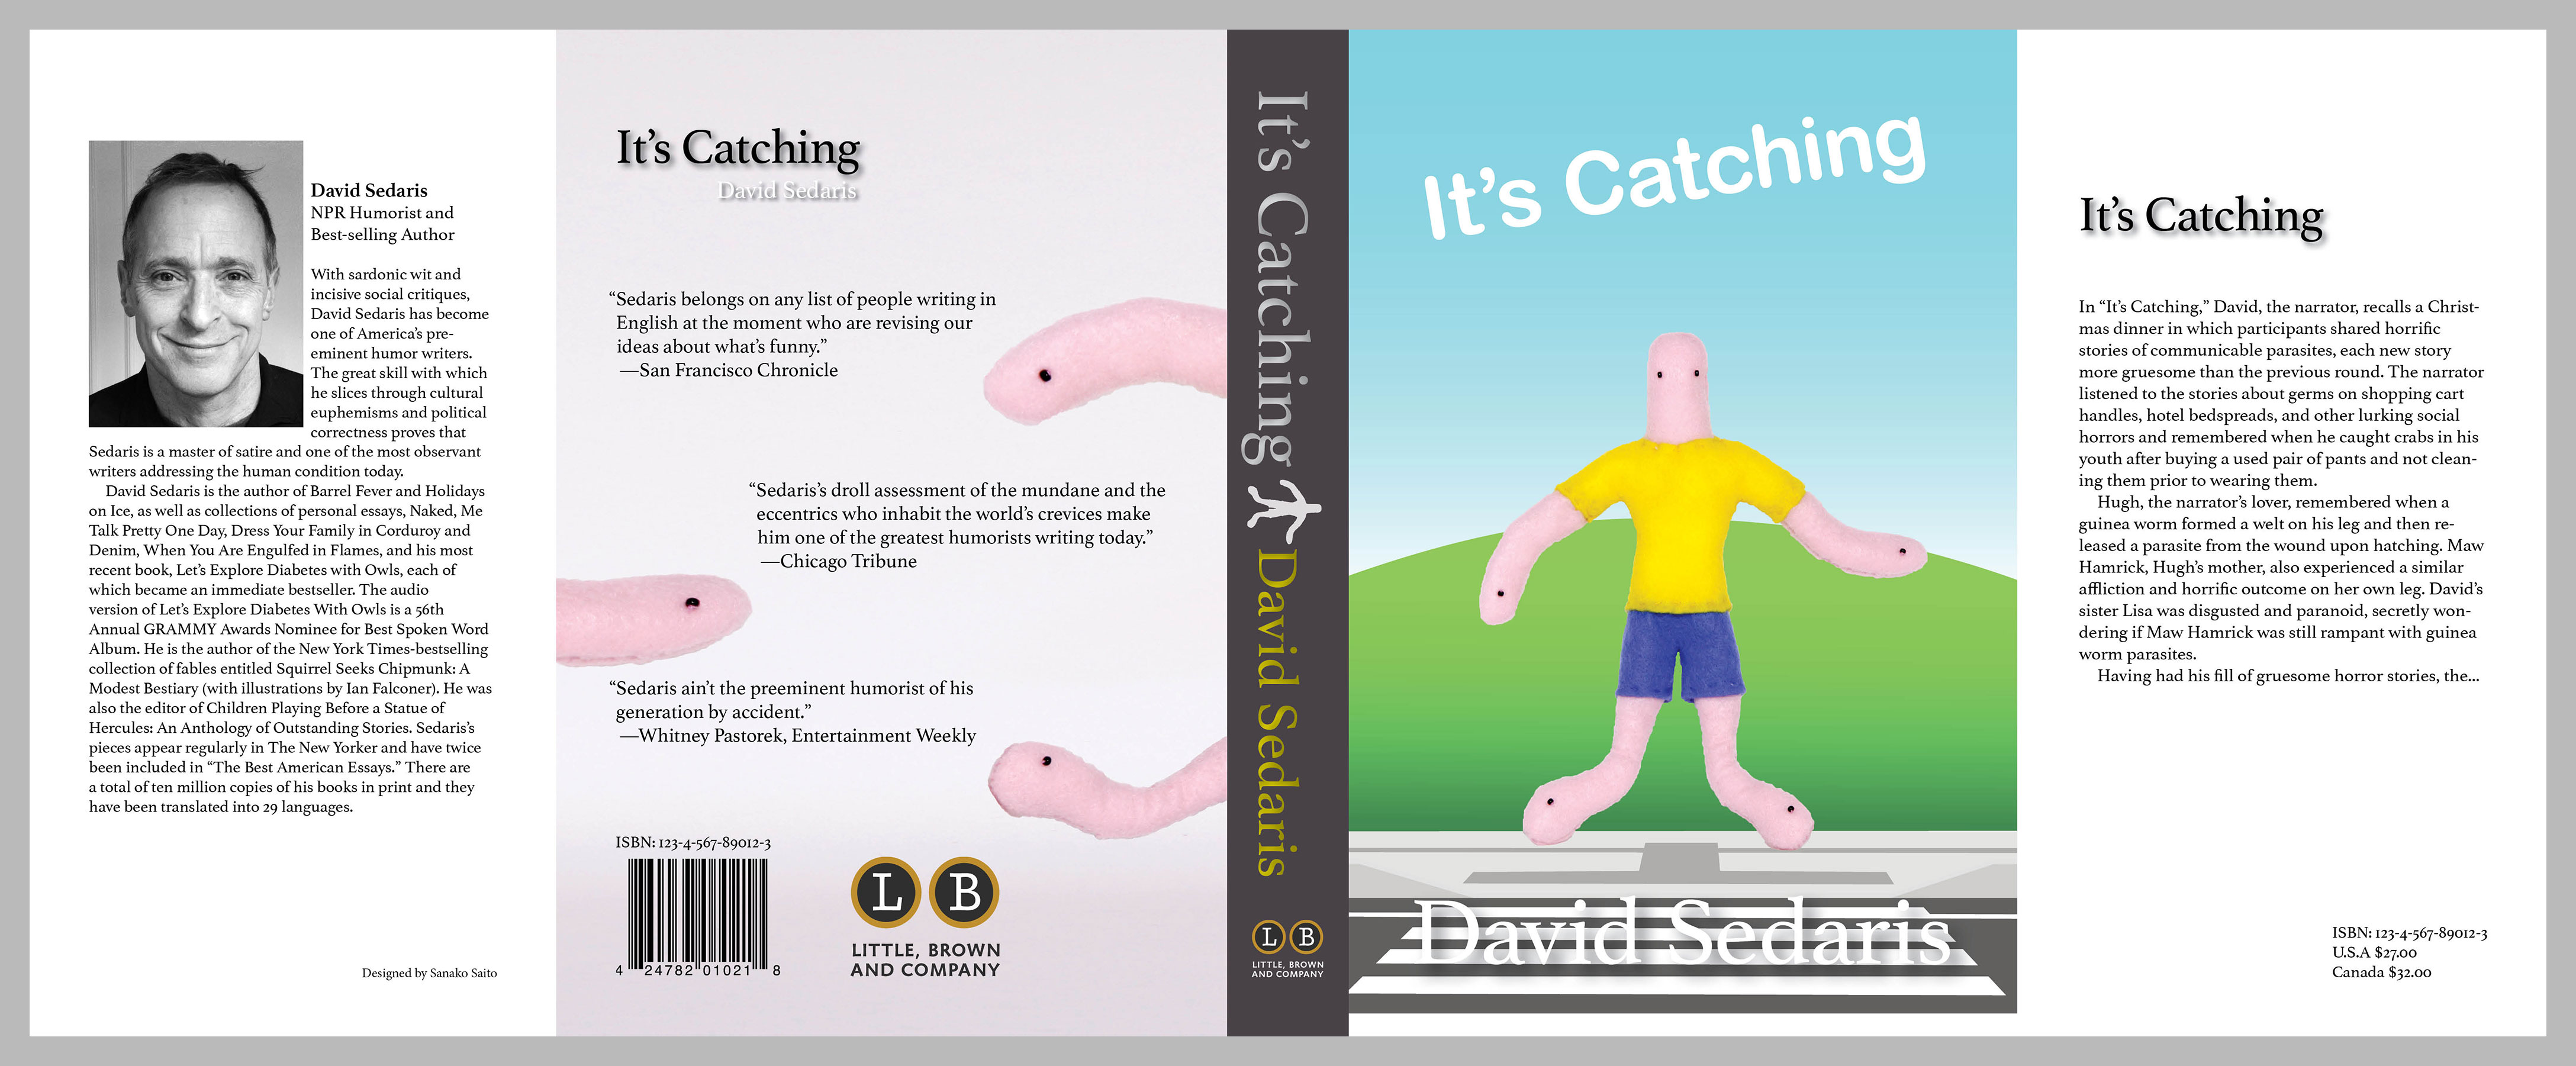 David Sedaris
NPR Humorist and
Best-selling Author
With sardonic wit and
incisive social critiques,
David Sedaris has become
one of America's pre-
eminent humor writers.
The great skill with which
he slices through cultural
euphemisms and political
correctness proves that
Sedaris is a master of satire and one of the most observant
writers addressing the human condition today.
David Sedaris is the author of Barrel Fever and Holidays
on Ice, as well as collections of personal essays, Naked, Me
Talk Pretty One Day, Dress Your Family in Corduroy and
Denim, When You Are Engulfed in Flames, and his most
recent book, Let's Explore Diabetes with Owls, each of
which became an immediate bestseller. The audio
version of Let's Explore Diabetes With Owls is a 56th
Annual GRAMMY Awards Nominee for Best Spoken Word
Album. He is the author of the New York Times-bestselling
collection of fables entitled Squirrel Seeks Chipmunk: A
Modest Bestiary (with illustrations by Ian Falconer). He was
also the editor of Children Playing Before a Statue of
Hercules: An Anthology of Outstanding Stories. Sedaris's
pieces appear regularly in The New Yorker and have twice
been included in “The Best American Essays.” There are
a total of ten million copies of his books in print and they
have been translated into 29 languages.
Designed by Sanako Saito
It's Catching
David Sedaris
“Sedaris belongs on any list of people writing in
English at the moment who are revising our
ideas about what's funny.”
—San Francisco Chronicle
“Sedaris's droll assessment of the mundane and the
eccentrics who inhabit the world's crevices make
him one of the greatest humorists writing today.”
—Chicago Tribune
“Sedaris ain't the preeminent humorist of his
generation by accident.”
—Whitney Pastorek, Entertainment Weekly
ISBN: 123-4-567-89012-3
4 24782 01021 8
L B
LITTLE, BROWN
AND COMPANY
It's Catching David Sedaris
L B
LITTLE, BROWN
AND COMPANY
It's Catching
David Sedaris
It's Catching
In “It's Catching,” David, the narrator, recalls a Christ-
mas dinner in which participants shared horrific
stories of communicable parasites, each new story
more gruesome than the previous round. The narrator
listened to the stories about germs on shopping cart
handles, hotel bedspreads, and other lurking social
horrors and remembered when he caught crabs in his
youth after buying a used pair of pants and not clean-
ing them prior to wearing them.
Hugh, the narrator's lover, remembered when a
guinea worm formed a welt on his leg and then re-
leased a parasite from the wound upon hatching. Maw
Hamrick, Hugh's mother, also experienced a similar
affliction and horrific outcome on her own leg. David's
sister Lisa was disgusted and paranoid, secretly won-
dering if Maw Hamrick was still rampant with guinea
worm parasites.
Having had his fill of gruesome horror stories, the...
ISBN: 123-4-567-89012-3
U.S.A $27.00
Canada $32.00